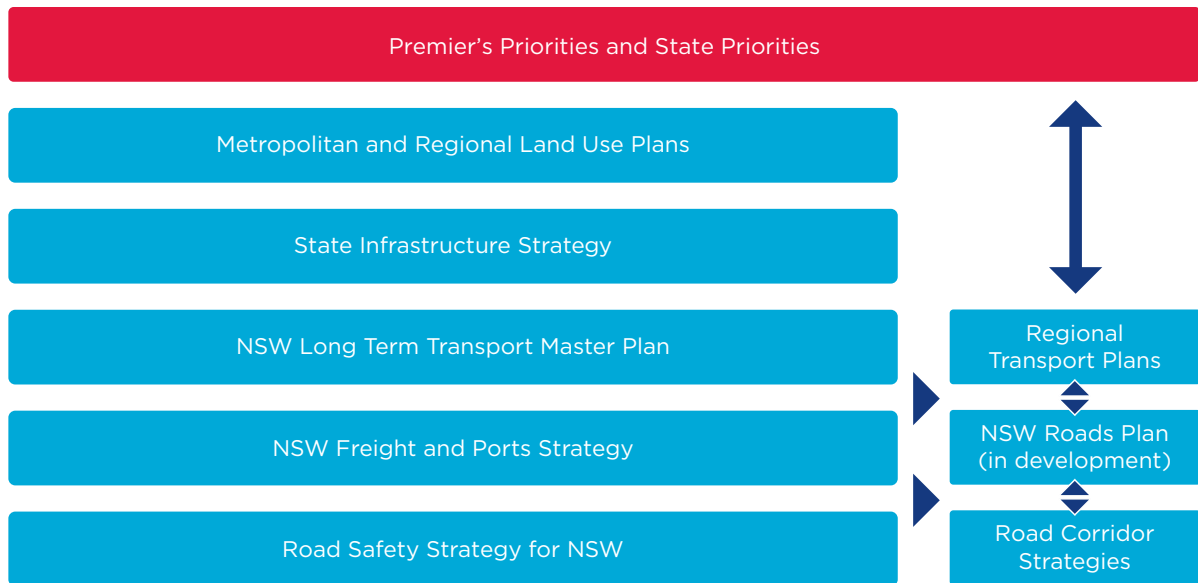 Premier’s Priorities and State Priorities
Metropolitan and Regional Land Use Plans
State Infrastructure Strategy
NSW Long Term Transport Master Plan
NSW Freight and Ports Strategy
Road Safety Strategy for NSW
Regional
Transport Plans
NSW Roads Plan
(in development)
Road Corridor
Strategies